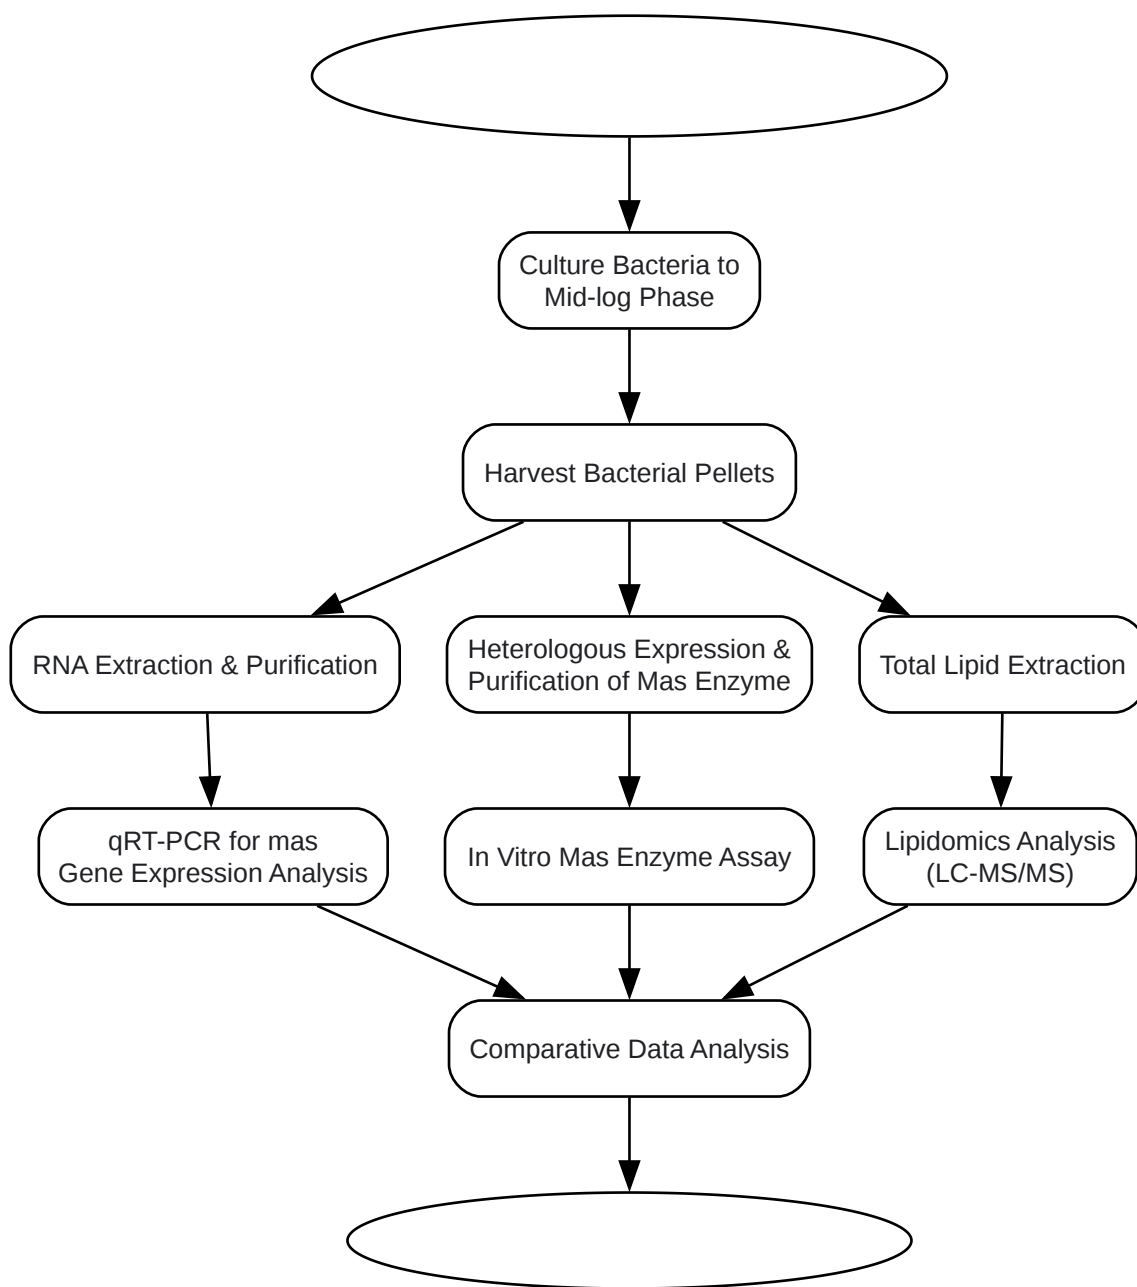 Culture Bacteria to
Mid-log Phase
Harvest Bacterial Pellets
RNA Extraction & Purification
Heterologous Expression &
Purification of Mas Enzyme
Total Lipid Extraction
qRT-PCR for mas
Gene Expression Analysis
In Vitro Mas Enzyme Assay
Lipidomics Analysis
(LC-MS/MS)
Comparative Data Analysis